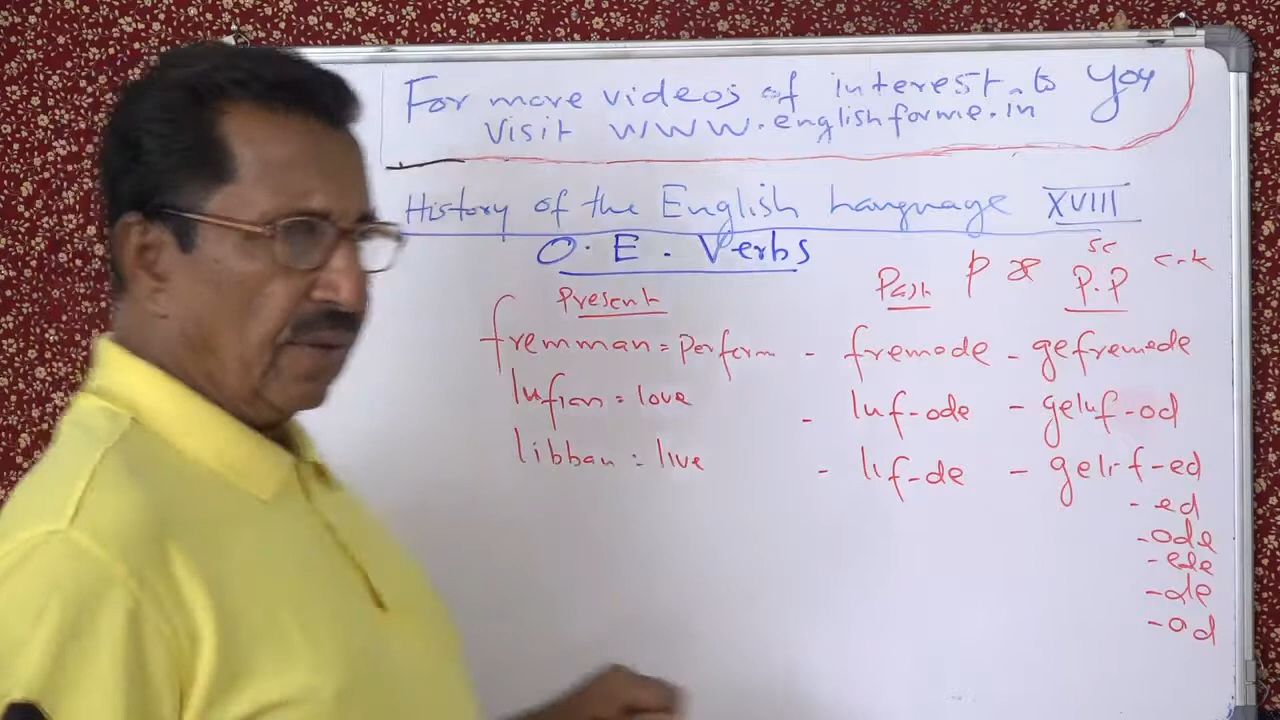 For more videos of interest to you
Visit www.englishforme.in
History of the English Language XVIII
O.E. Verbs
Present Past P.P
fremman = perform - fremode - gefremede
lufian = love - luf-ode - geluf-od
libban = live - lif-de - gelif-ed
- ed
- ode
- ede
- de
- od